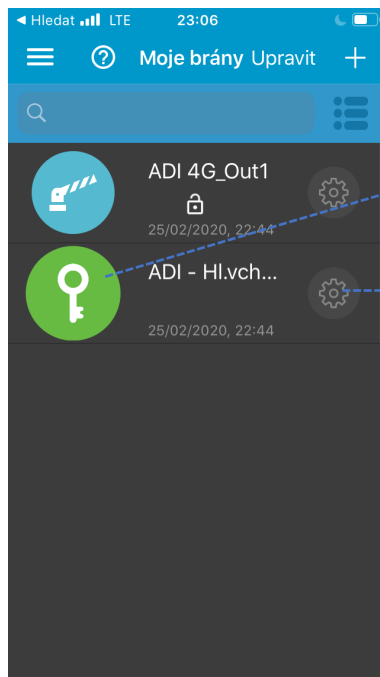 Hledat LTE 23:06
Moje brány Upravit
ADI 4G_Out1
25/02/2020, 22:44
ADI - Hl.vch...
25/02/2020, 22:44